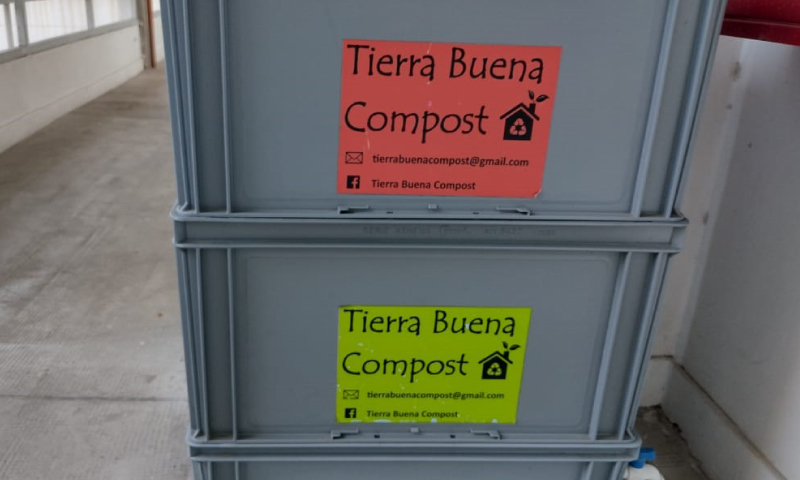 Tierra Buena
Compost
tierrabuenacompost@gmail.com
Tierra Buena Compost
Tierra Buena
Compost
tierrabuenacompost@gmail.com
Tierra Buena Compost